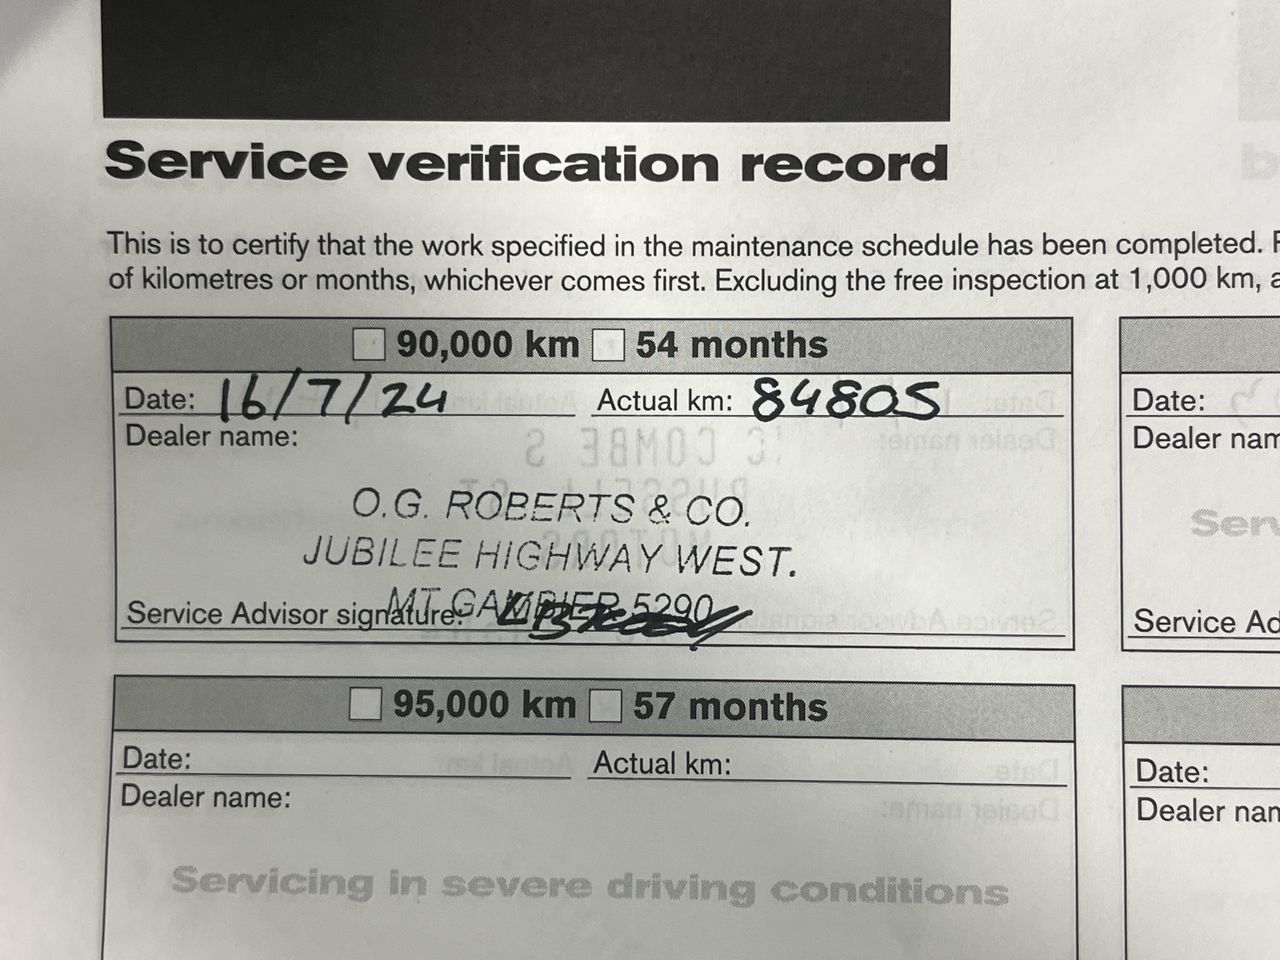 Service verification record
This is to certify that the work specified in the maintenance schedule has been completed.
of kilometres or months, whichever comes first. Excluding the free inspection at 1,000 km,
90,000 km 54 months
Date: 16/7/24 Actual km: 84805
Dealer name:
O.G. ROBERTS & CO.
JUBILEE HIGHWAY WEST.
MT GAMBIER 5290
Service Advisor signature:
95,000 km 57 months
Date: Actual km:
Dealer name:
Servicing in severe driving conditions
Date:
Dealer nam
Serv
Service Ad
Date:
Dealer nam